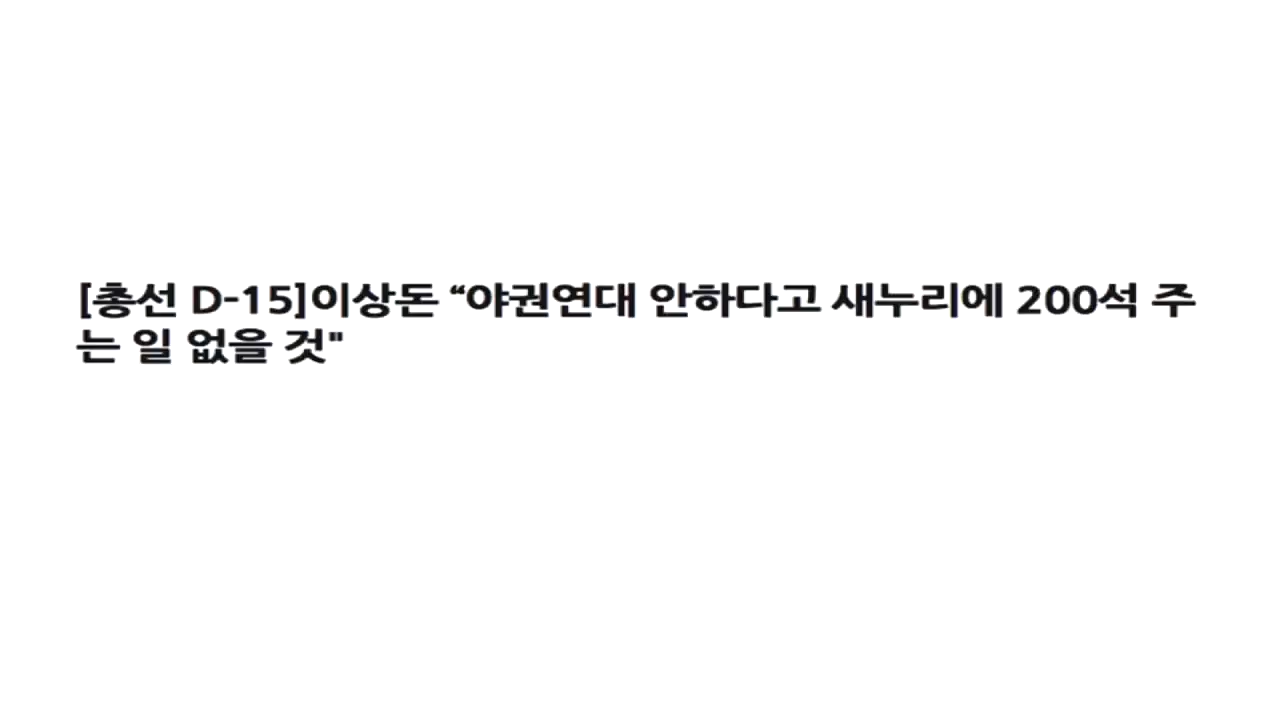 [총선 D-15]이상돈 “야권연대 안하다고 새누리에 200석 주
는 일 없을 것"